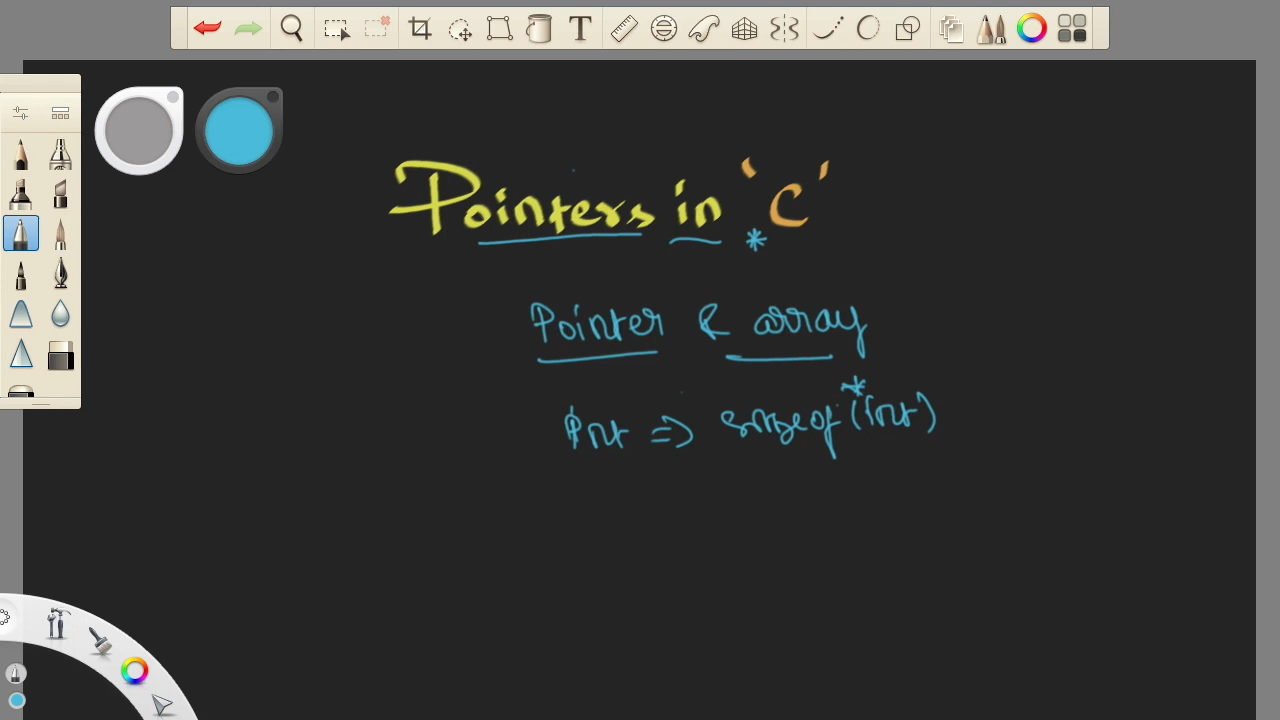 Pointers in 'C'
*
Pointer & array
int => sizeof*(int)